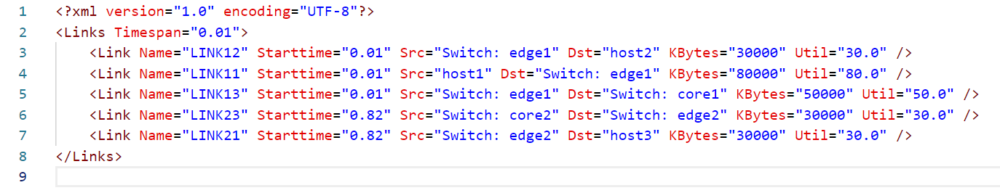 1 <?xml version="1.0" encoding="UTF-8"?>
2 <Links Timespan="0.01">
3 <Link Name="LINK12" Starttime="0.01" Src="Switch: edge1" Dst="host2" KBytes="30000" Util="30.0" />
4 <Link Name="LINK11" Starttime="0.01" Src="host1" Dst="Switch: edge1" KBytes="80000" Util="80.0" />
5 <Link Name="LINK13" Starttime="0.01" Src="Switch: edge1" Dst="Switch: core1" KBytes="50000" Util="50.0" />
6 <Link Name="LINK23" Starttime="0.82" Src="Switch: core2" Dst="Switch: edge2" KBytes="30000" Util="30.0" />
7 <Link Name="LINK21" Starttime="0.82" Src="Switch: edge2" Dst="host3" KBytes="30000" Util="30.0" />
8 </Links>
9